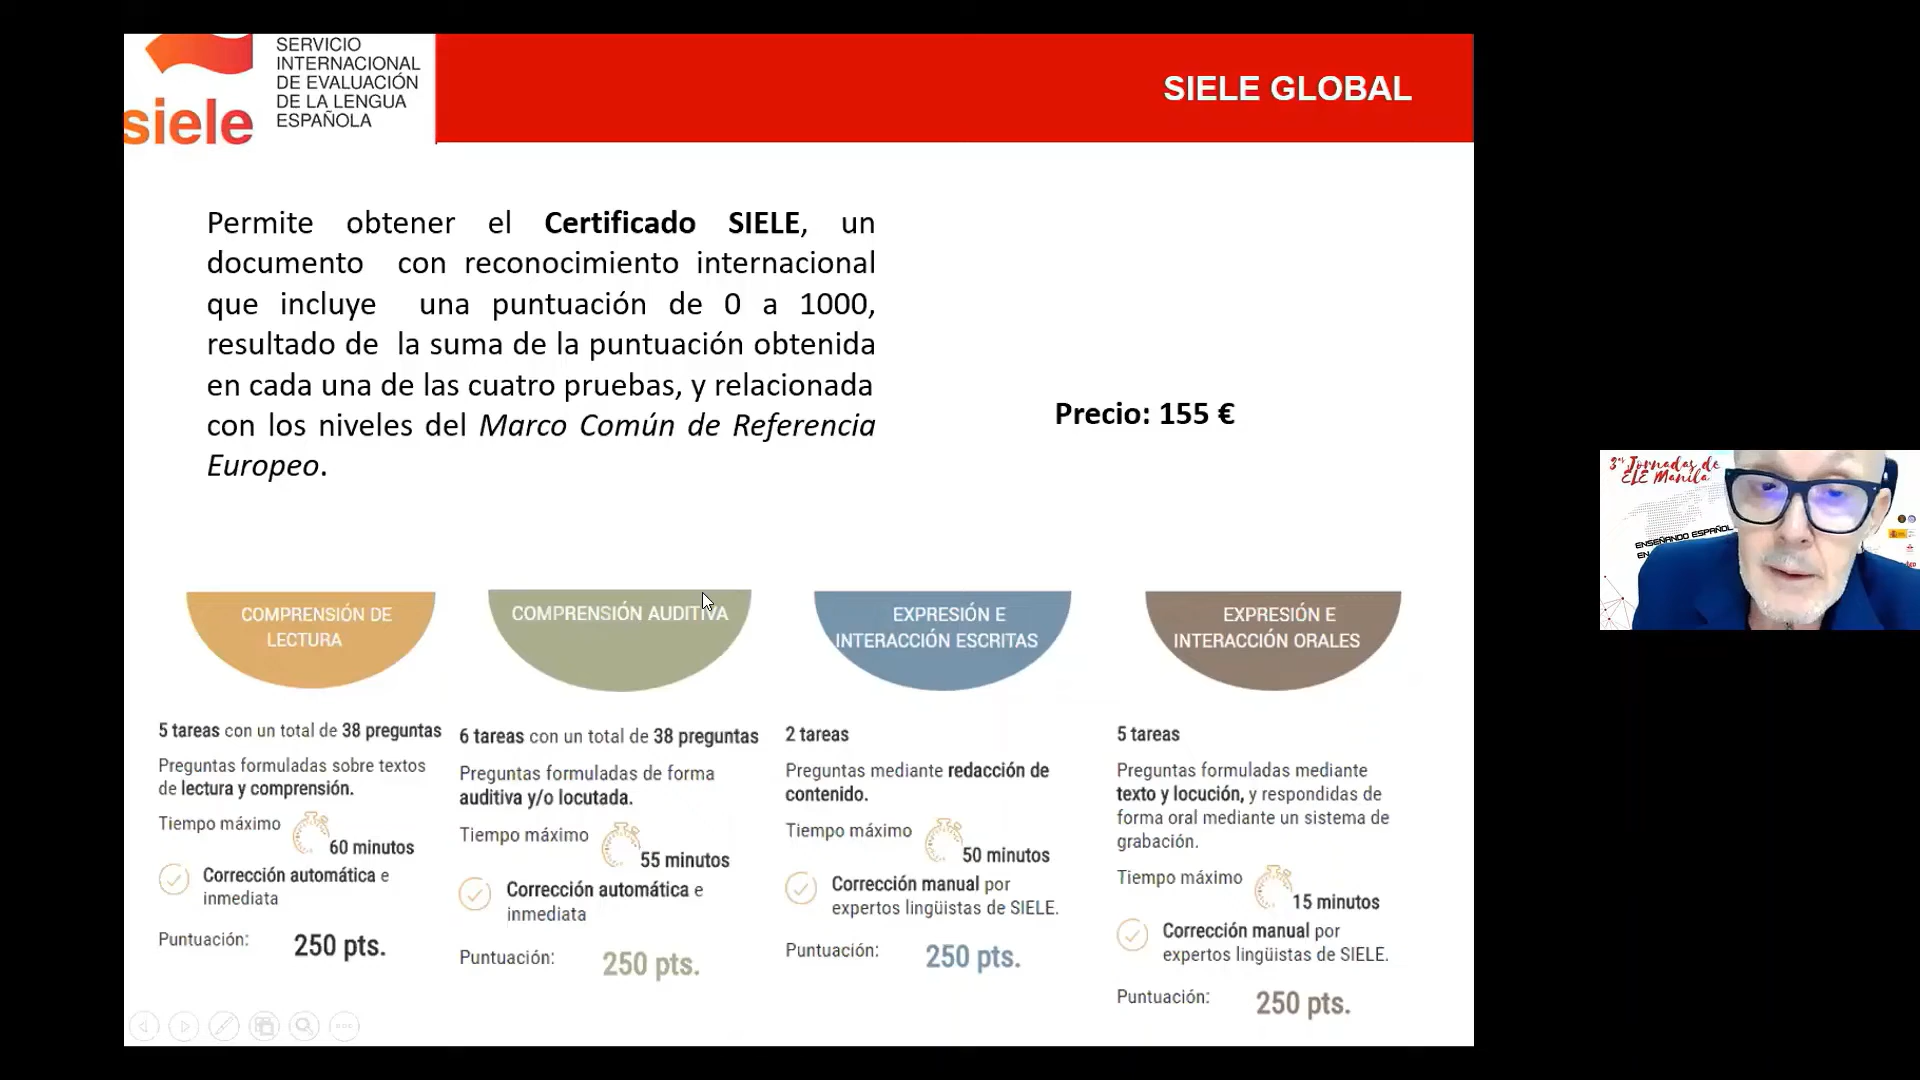 SERVICIO
INTERNACIONAL
DE EVALUACIÓN
DE LA LENGUA
ESPAÑOLA
siele
SIELE GLOBAL
Permite obtener el Certificado SIELE, un
documento con reconocimiento internacional
que incluye una puntuación de 0 a 1000,
resultado de la suma de la puntuación obtenida
en cada una de las cuatro pruebas, y relacionada
con los niveles del Marco Común de Referencia
Europeo.
Precio: 155 €
COMPRENSIÓN DE
LECTURA
5 tareas con un total de 38 preguntas
Preguntas formuladas sobre textos
de lectura y comprensión.
Tiempo máximo
60 minutos
Corrección automática e
inmediata
Puntuación:
250 pts.
COMPRENSIÓN AUDITIVA
6 tareas con un total de 38 preguntas
Preguntas formuladas de forma
auditiva y/o locutada.
Tiempo máximo
55 minutos
Corrección automática e
inmediata
Puntuación:
250 pts.
EXPRESIÓN E
INTERACCIÓN ESCRITAS
2 tareas
Preguntas mediante redacción de
contenido.
Tiempo máximo
50 minutos
Corrección manual por
expertos lingüistas de SIELE.
Puntuación:
250 pts.
EXPRESIÓN E
INTERACCIÓN ORALES
5 tareas
Preguntas formuladas mediante
texto y locución, y respondidas de
forma oral mediante un sistema de
grabación.
Tiempo máximo
15 minutos
Corrección manual por
expertos lingüistas de SIELE.
Puntuación:
250 pts.
3as Jornadas de
ELE Manila
ENSEÑANDO ESPAÑOL
EN